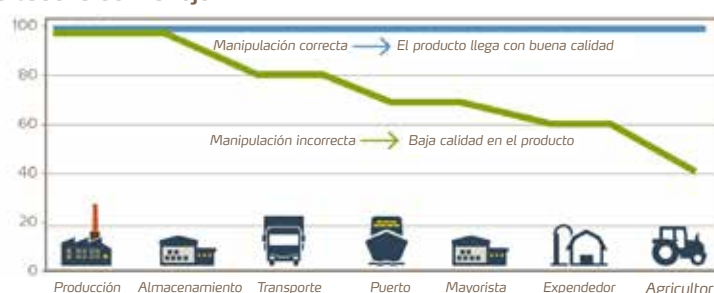 100
Manipulación correcta → El producto llega con buena calidad
80
60
Manipulación incorrecta → Baja calidad en el producto
40
20
0
Producción Almacenamiento Transporte Puerto Mayorista Expendedor Agricultor